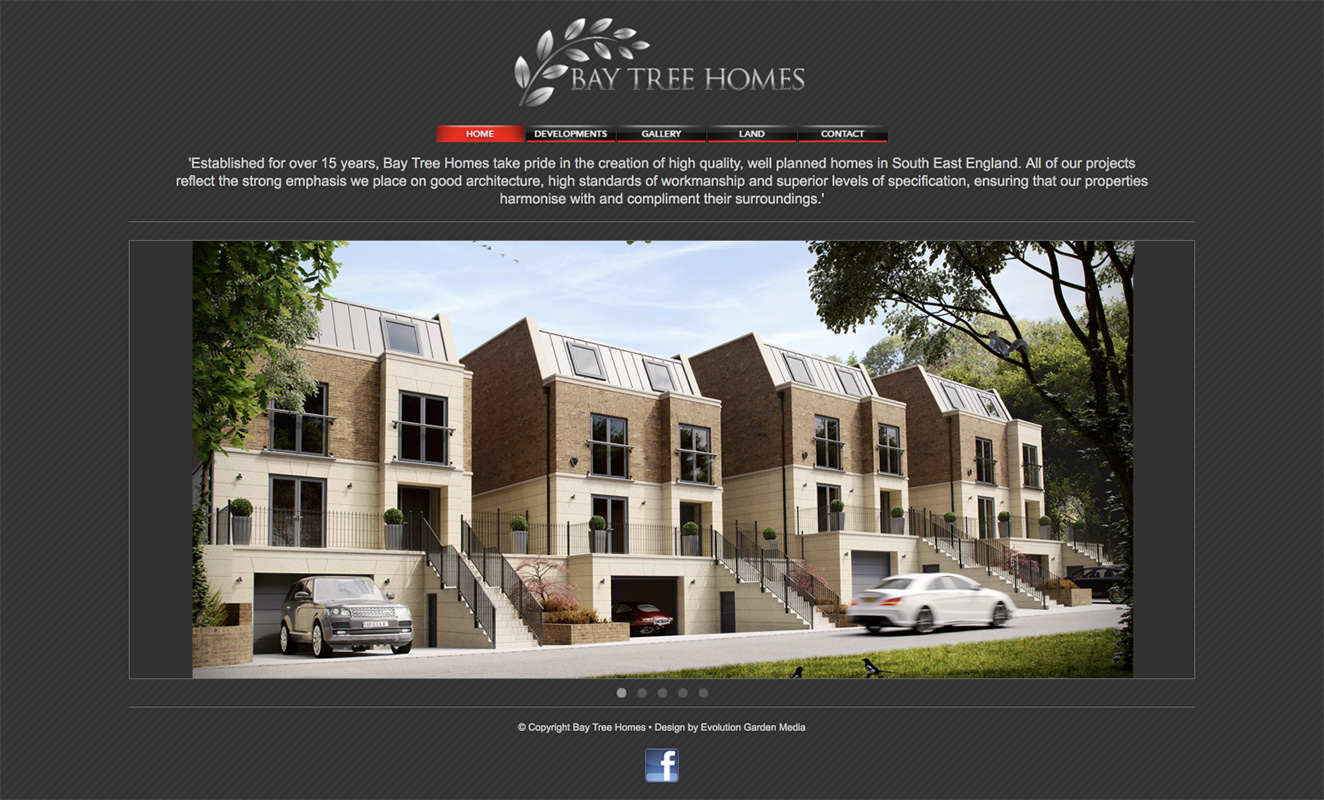 BAY TREE HOMES
HOME DEVELOPMENTS GALLERY LAND CONTACT
'Established for over 15 years, Bay Tree Homes take pride in the creation of high quality, well planned homes in South East England. All of our projects
reflect the strong emphasis we place on good architecture, high standards of workmanship and superior levels of specification, ensuring that our properties
harmonise with and compliment their surroundings.'
© Copyright Bay Tree Homes • Design by Evolution Garden Media
f